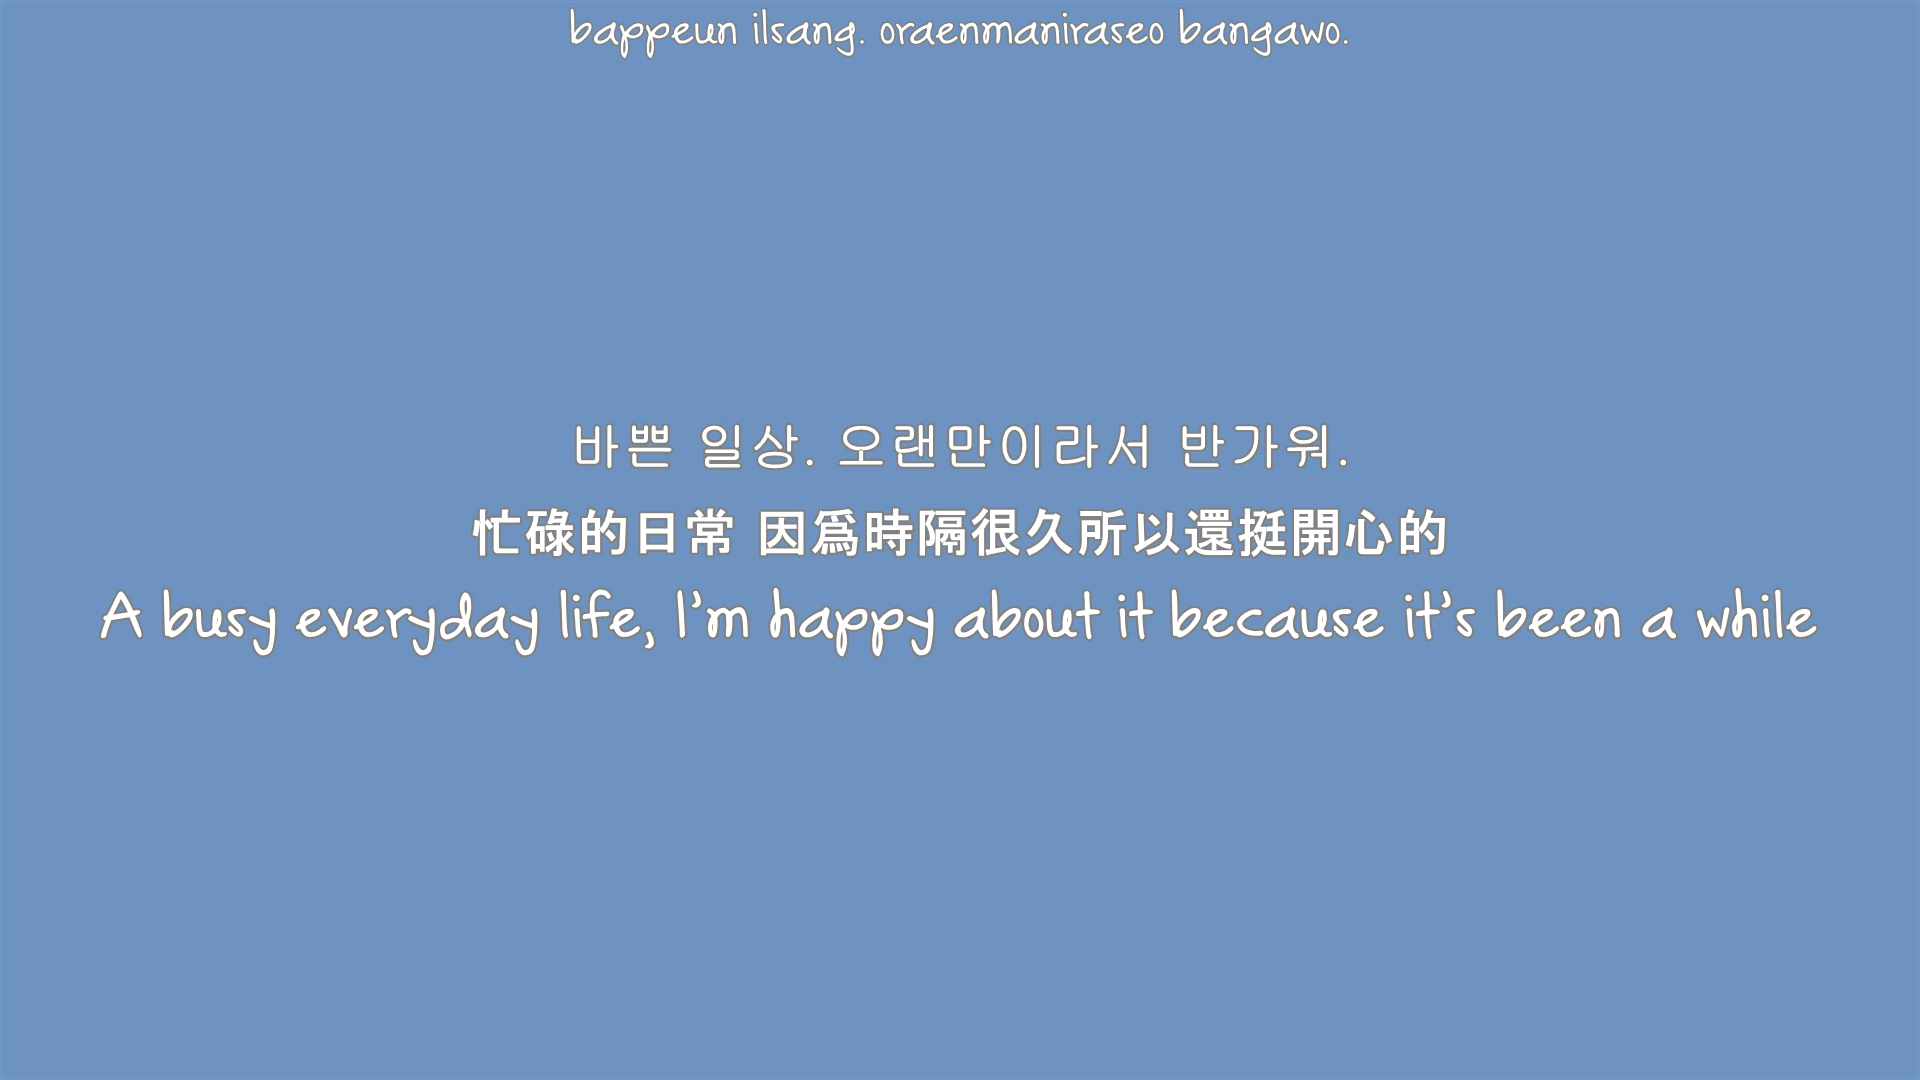 bappeun ilsang. oraenmaniraseo bangawo.
바쁜 일상. 오랜만이라서 반가워.
忙碌的日常 因爲時隔很久所以還挺開心的
A busy everyday life, I'm happy about it because it's been a while